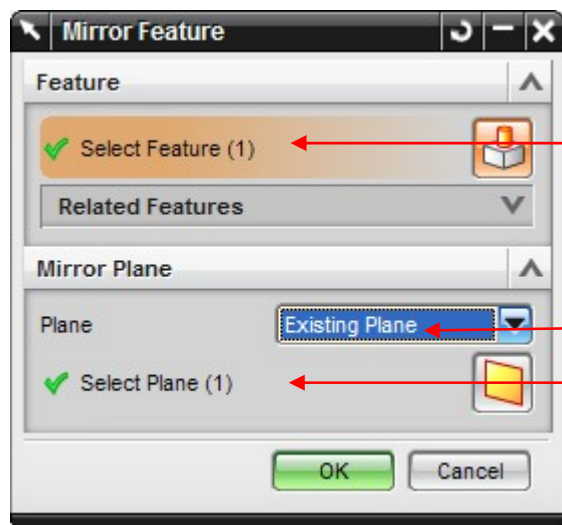 Mirror Feature
Feature
Select Feature (1)
Related Features
Mirror Plane
Plane Existing Plane
Select Plane (1)
OK Cancel